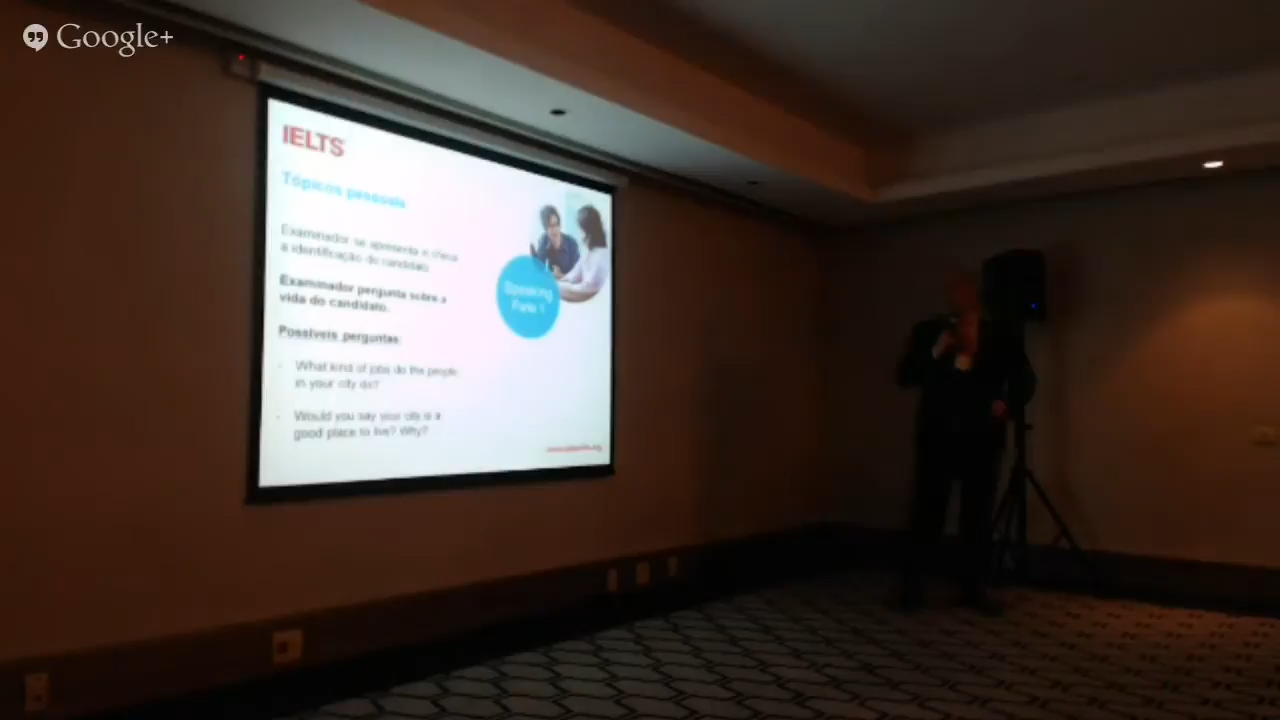 Google+
IELTS
Tópicos pessoais
Examinador se apresenta e checa
a identificação do candidato.
Examinador pergunta sobre a
vida do candidato.
Possíveis perguntas:
- What kind of jobs do the people
in your city do?
- Would you say your city is a
good place to live? Why?
Speaking
Parte 1